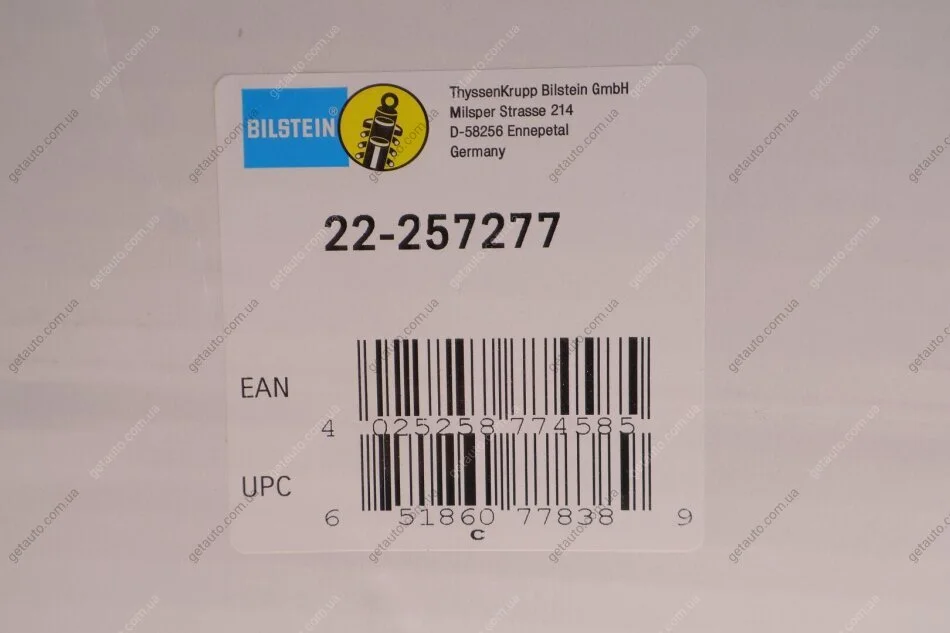 BILSTEIN®
ThyssenKrupp Bilstein GmbH
Milsper Strasse 214
D-58256 Ennepetal
Germany
22-257277
EAN
4 025258 774585
UPC
6 51860 77838 9
C
getauto.com.ua